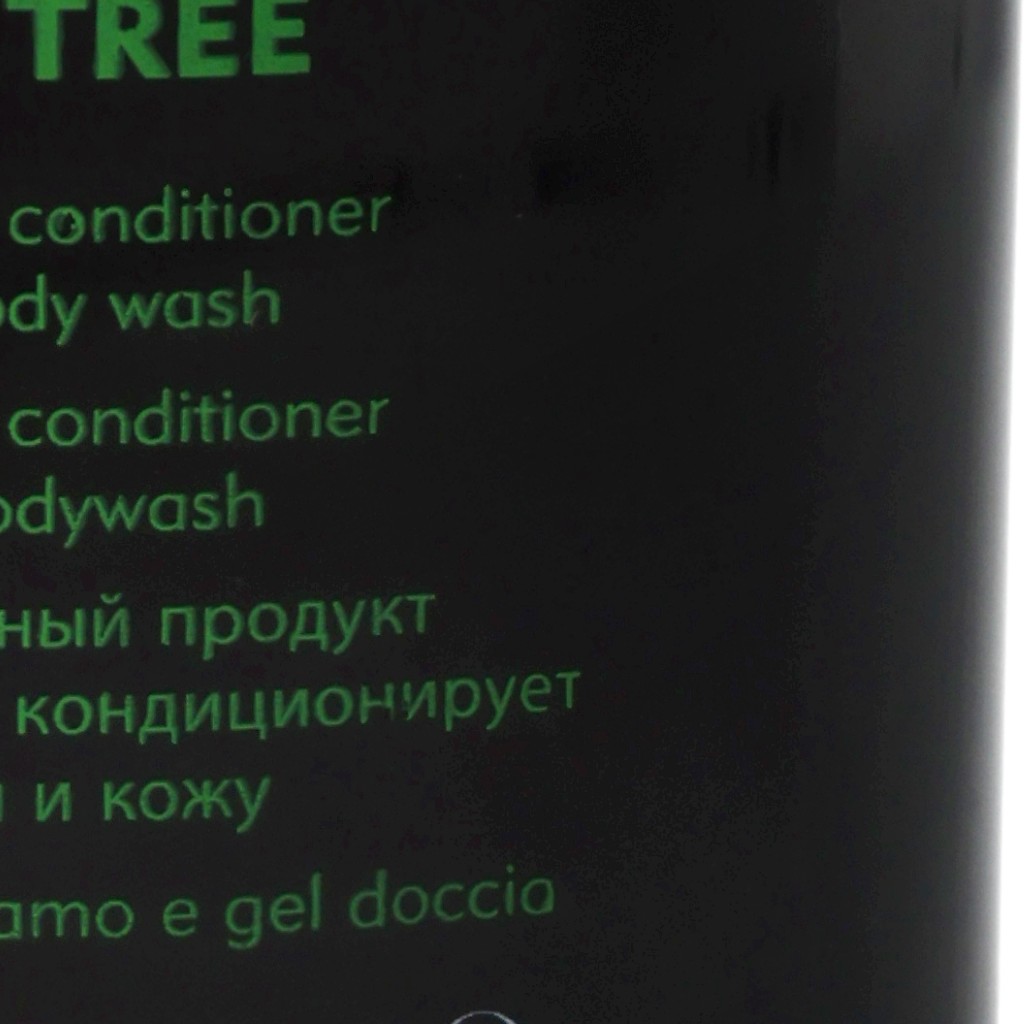 TREE
conditioner
ody wash
conditioner
odywash
ный продукт
кондиционирует
и кожу
amo e gel doccia